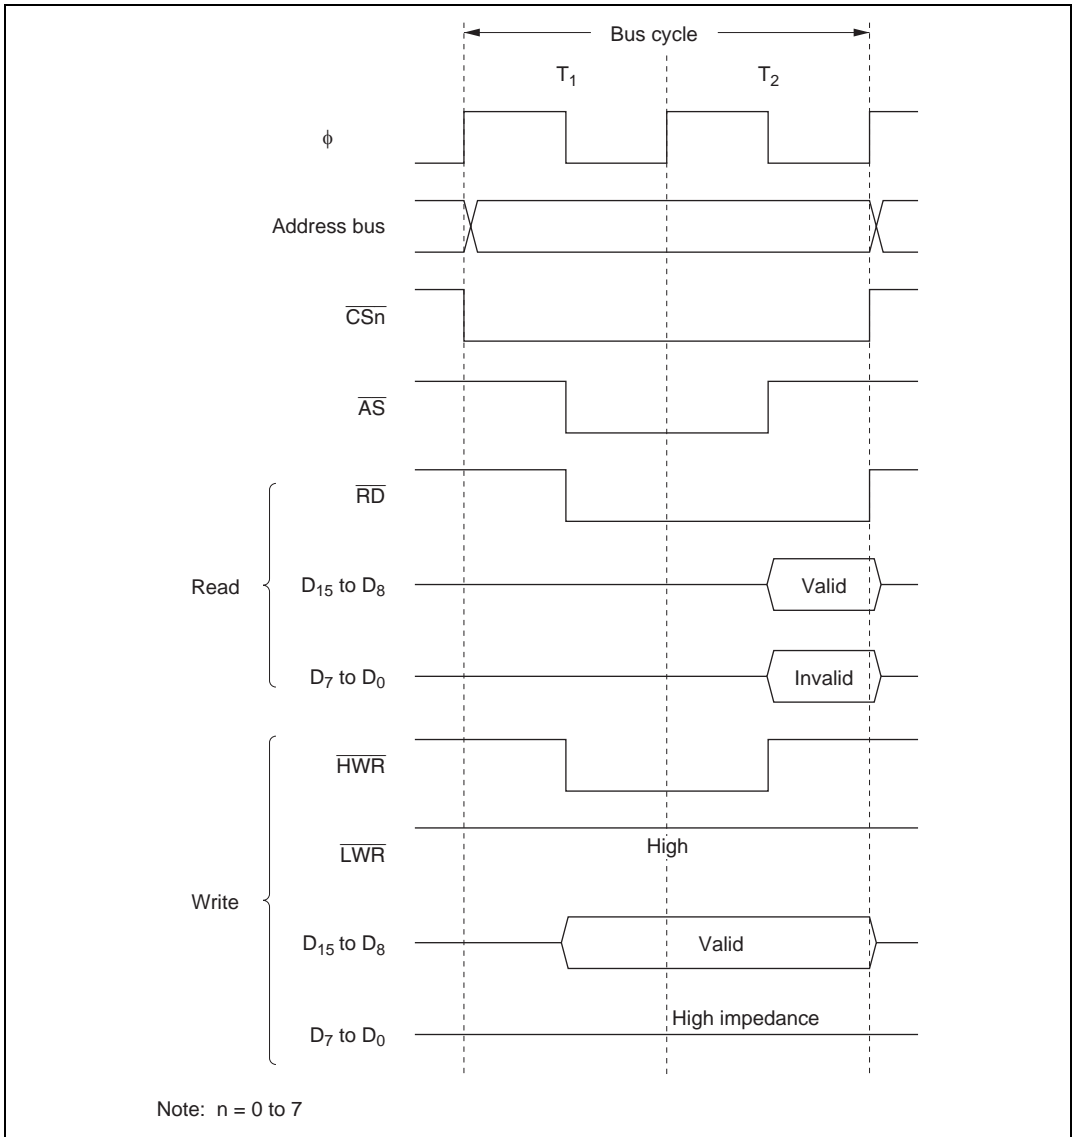 Bus cycle
T1 T2
ϕ
Address bus
CSn
AS
RD
Read
D15 to D8 Valid
D7 to D0 Invalid
HWR
LWR High
Write
D15 to D8 Valid
D7 to D0 High impedance
Note: n = 0 to 7